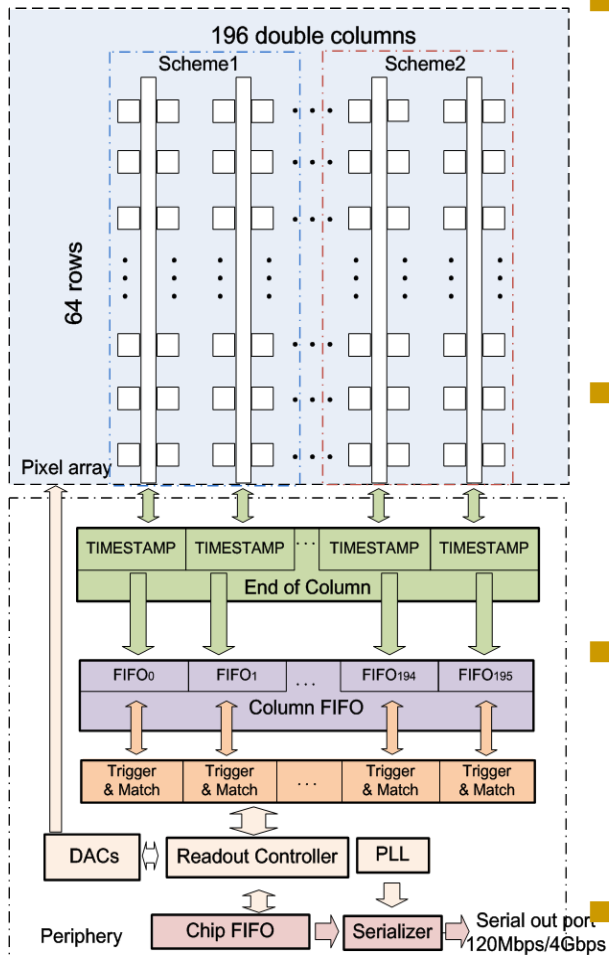 196 double columns
Scheme1
Scheme2
64 rows
Pixel array
TIMESTAMP
TIMESTAMP
...
TIMESTAMP
TIMESTAMP
End of Column
FIFO0
FIFO1
...
FIFO194
FIFO195
Column FIFO
Trigger
& Match
Trigger
& Match
...
Trigger
& Match
Trigger
& Match
DACs
Readout Controller
PLL
Periphery
Chip FIFO
Serializer
Serial out port
120Mbps/4Gbps